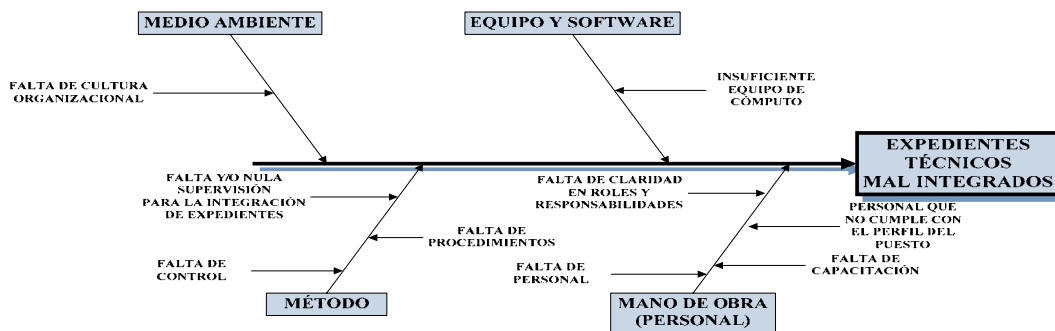 MEDIO AMBIENTE
EQUIPO Y SOFTWARE
FALTA DE CULTURA
ORGANIZACIONAL
INSUFICIENTE
EQUIPO DE
CÓMPUTO
EXPEDIENTES
TÉCNICOS
MAL INTEGRADOS
FALTA Y/O NULA
SUPERVISIÓN
PARA LA INTEGRACIÓN
DE EXPEDIENTES
FALTA DE
PROCEDIMIENTOS
FALTA DE
CONTROL
MÉTODO
FALTA DE CLARIDAD
EN ROLES Y
RESPONSABILIDADES
PERSONAL QUE
NO CUMPLE CON
EL PERFIL DEL
PUESTO
FALTA DE
CAPACITACIÓN
FALTA DE
PERSONAL
MANO DE OBRA
(PERSONAL)